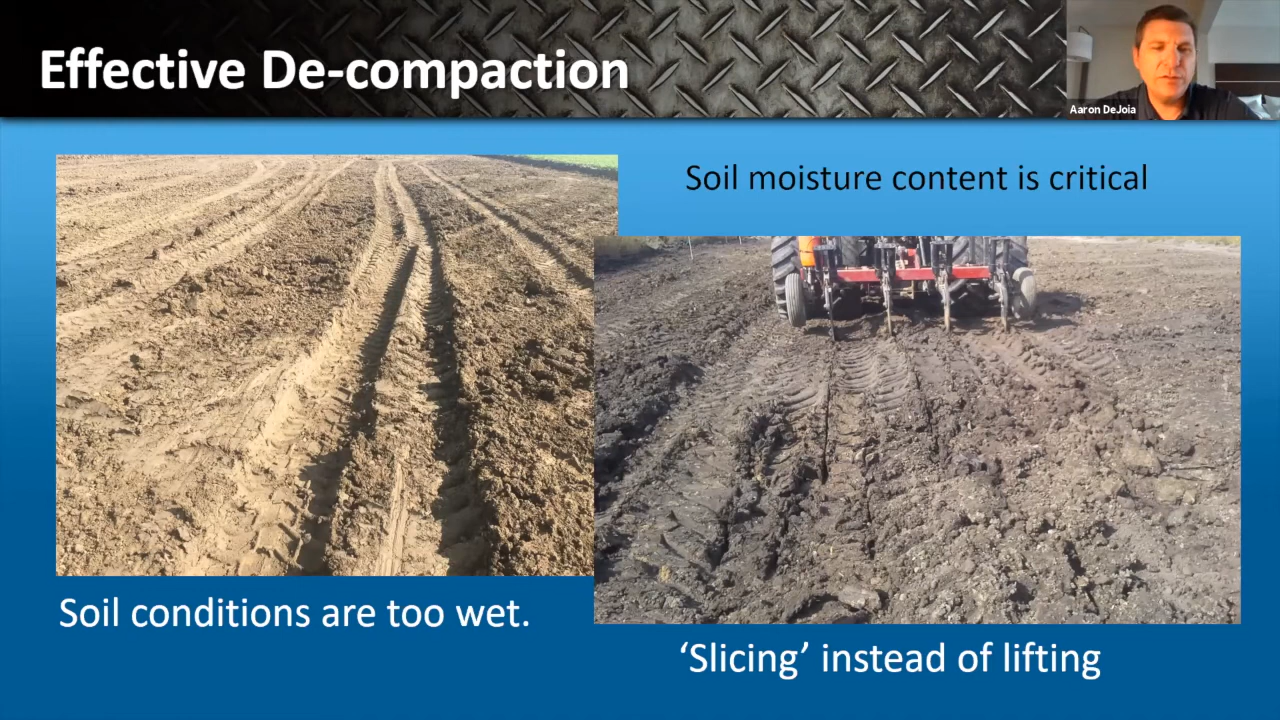 Effective De-compaction
Aaron DeJoia
Soil moisture content is critical
Soil conditions are too wet.
‘Slicing’ instead of lifting